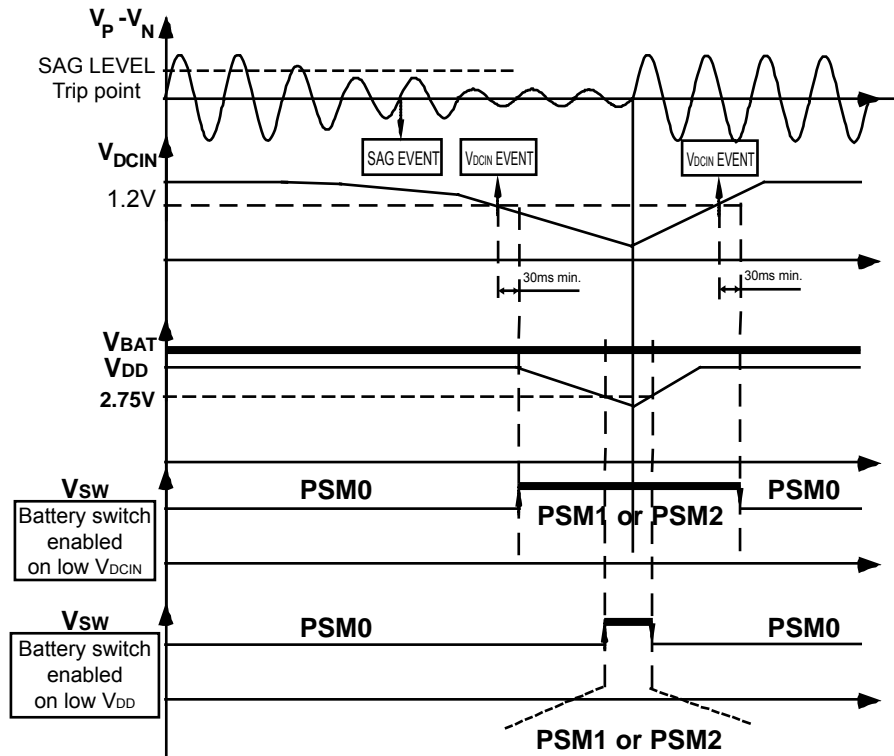 VP -VN
SAG LEVEL
Trip point
SAG EVENT
VDCIN EVENT
VDCIN EVENT
VDCIN
1.2V
30ms min.
30ms min.
VBAT
VDD
2.75V
VSW
Battery switch
enabled
on low VDCIN
PSM0
PSM1 or PSM2
PSM0
VSW
Battery switch
enabled
on low VDD
PSM0
PSM0
PSM1 or PSM2